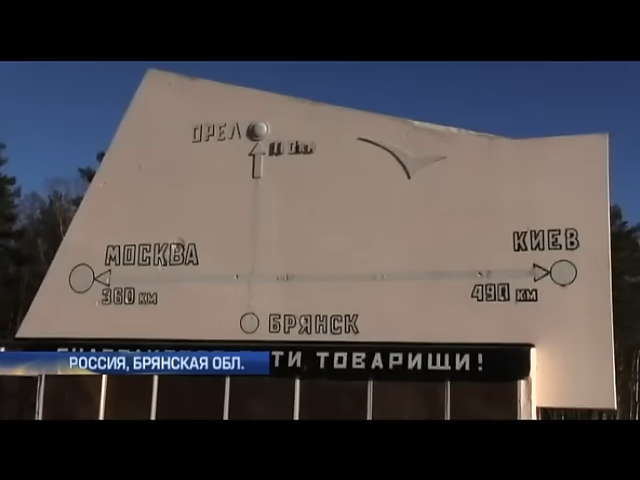 ОРЕЛ
МОСКВА
КИЕВ
360 КМ
490 КМ
БРЯНСК
ТИ ТОВАРИЩИ!
РОССИЯ, БРЯНСКАЯ ОБЛ.